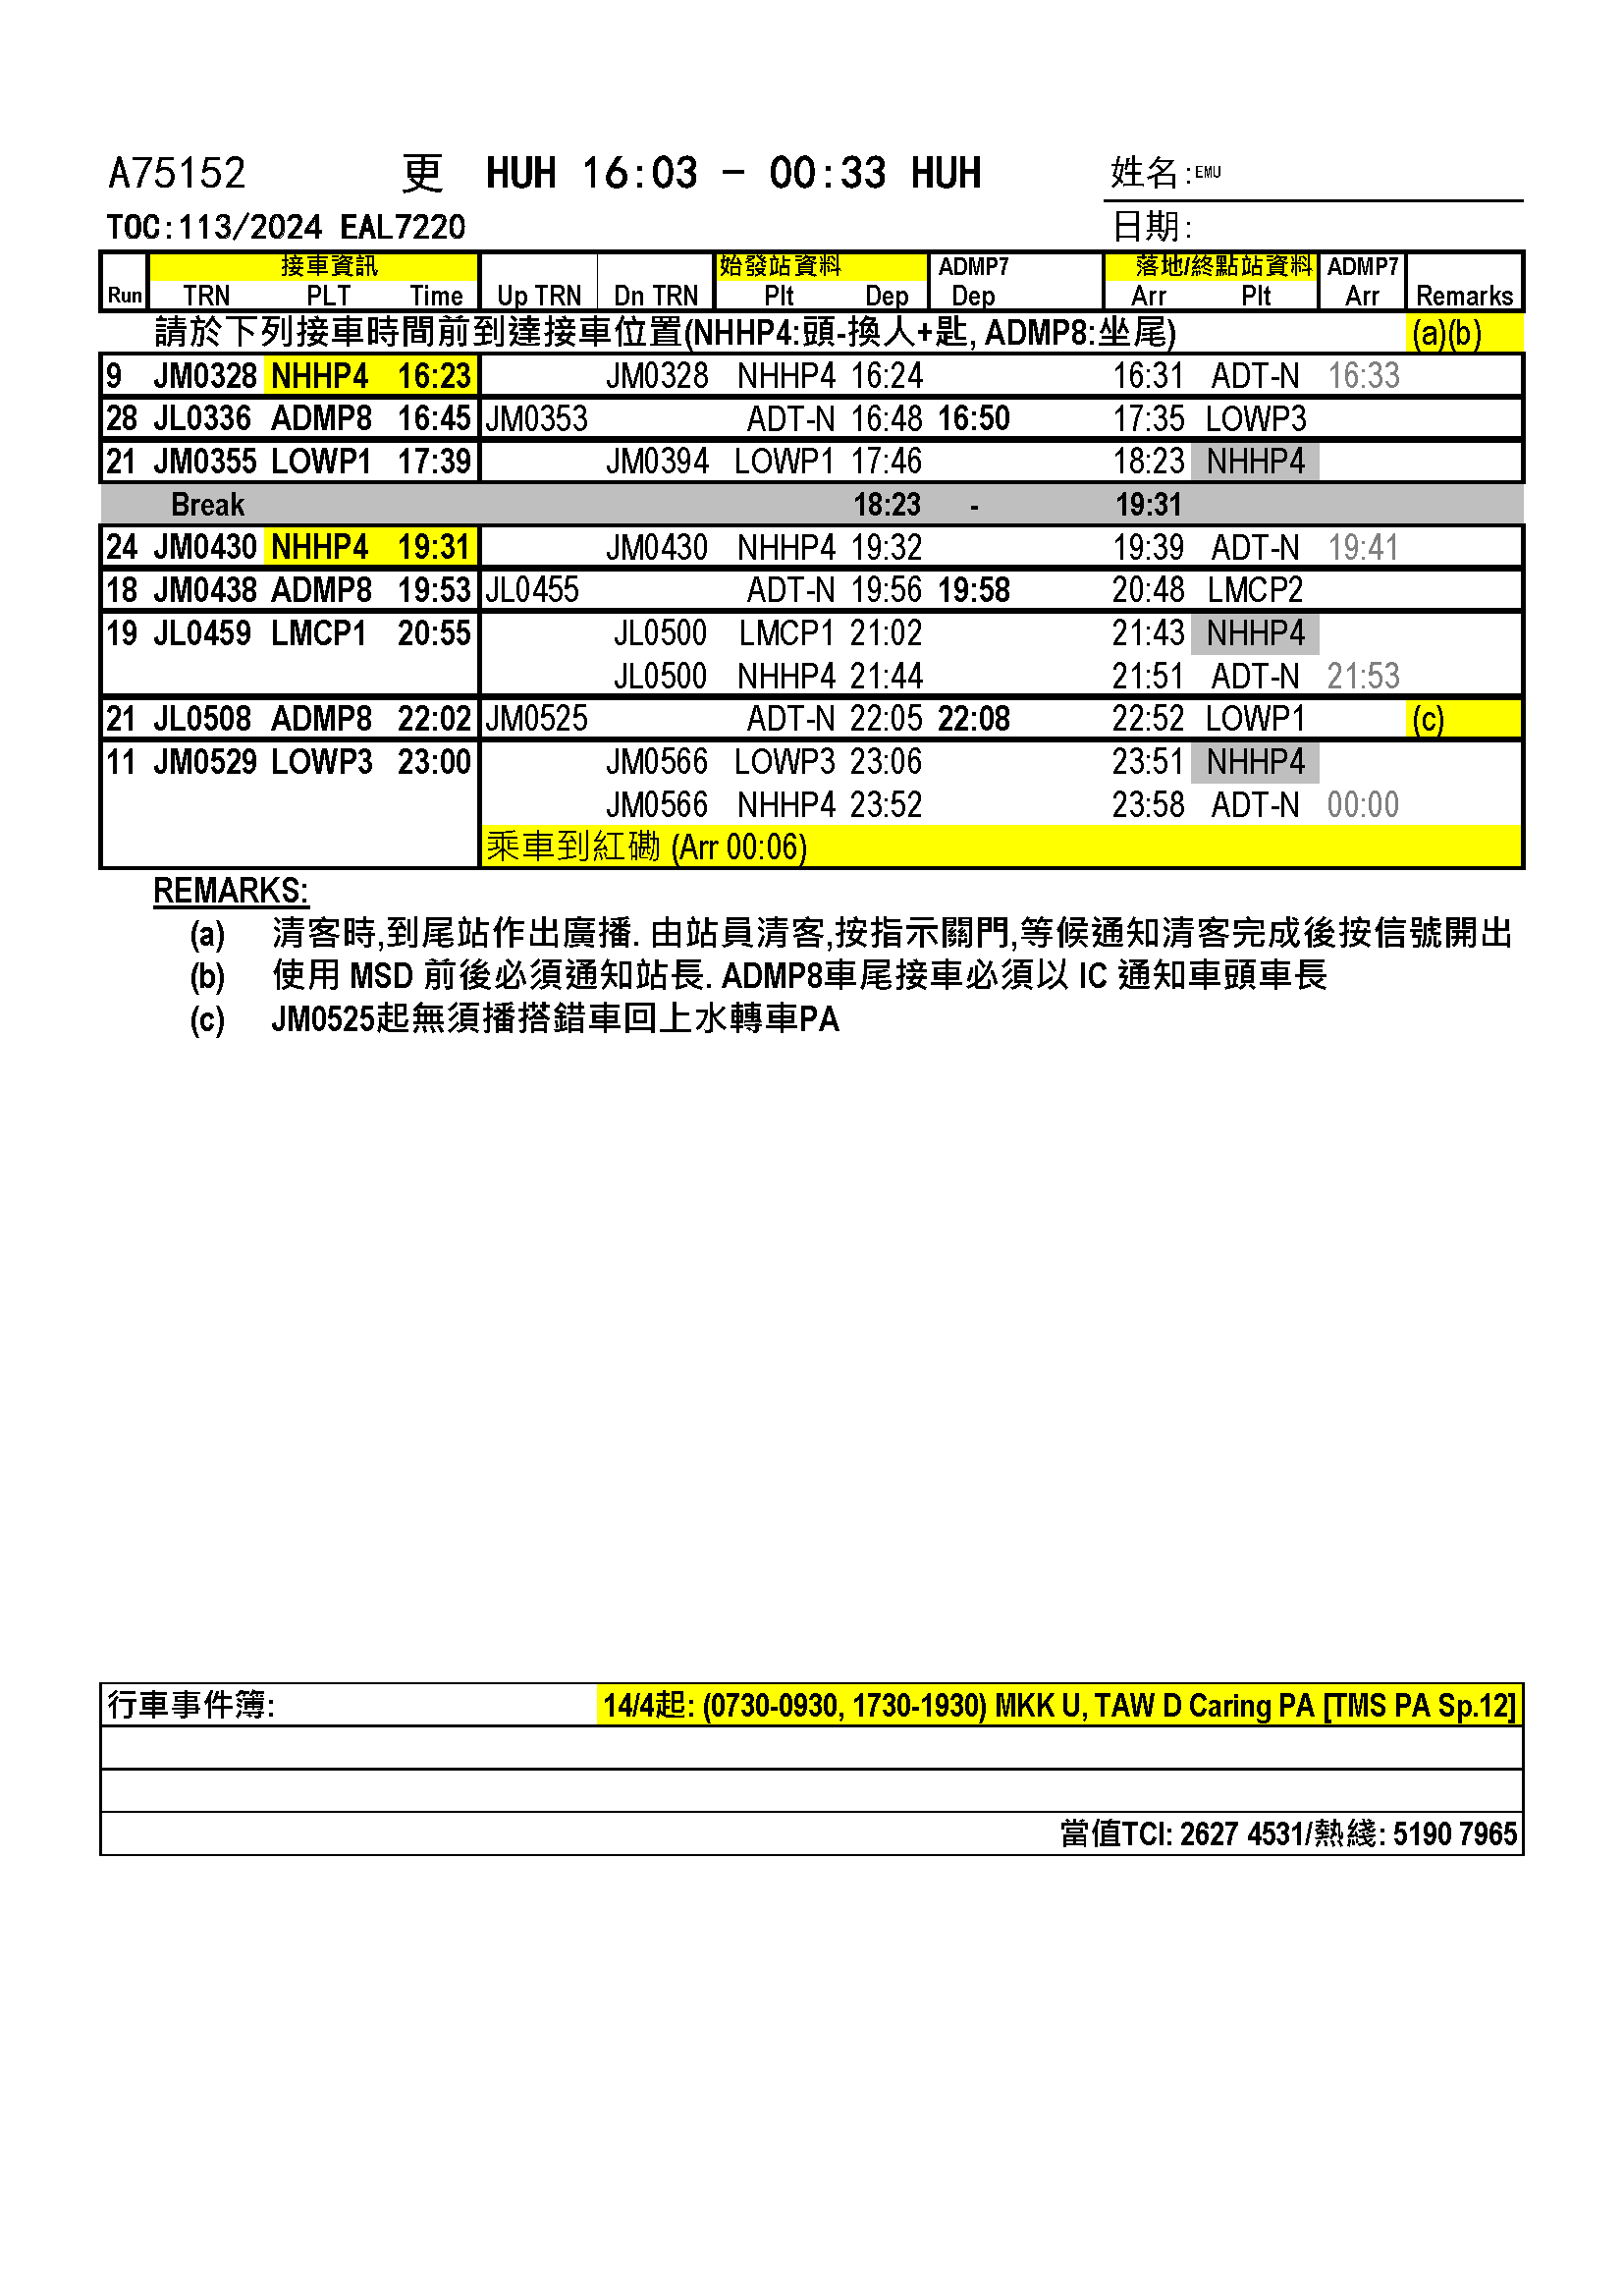 A75152 更 HUH 16:03 - 00:33 HUH 姓名:EMU
TOC:113/2024 EAL7220 日期:
接車資訊 始發站資料 ADMP7 落地/終點站資料 ADMP7
Run TRN PLT Time Up TRN Dn TRN Plt Dep Dep Arr Plt Arr Remarks
請於下列接車時間前到達接車位置(NHHP4:頭-換人+匙, ADMP8:坐尾) (a)(b)
9 JM0328 NHHP4 16:23 JM0328 NHHP4 16:24 16:31 ADT-N 16:33
28 JL0336 ADMP8 16:45 JM0353 ADT-N 16:48 16:50 17:35 LOWP3
21 JM0355 LOWP1 17:39 JM0394 LOWP1 17:46 18:23 NHHP4
Break 18:23 - 19:31
24 JM0430 NHHP4 19:31 JM0430 NHHP4 19:32 19:39 ADT-N 19:41
18 JM0438 ADMP8 19:53 JL0455 ADT-N 19:56 19:58 20:48 LMCP2
19 JL0459 LMCP1 20:55 JL0500 LMCP1 21:02 21:43 NHHP4
JL0500 NHHP4 21:44 21:51 ADT-N 21:53
21 JL0508 ADMP8 22:02 JM0525 ADT-N 22:05 22:08 22:52 LOWP1 (c)
11 JM0529 LOWP3 23:00 JM0566 LOWP3 23:06 23:51 NHHP4
JM0566 NHHP4 23:52 23:58 ADT-N 00:00
乘車到紅磡 (Arr 00:06)
REMARKS:
(a) 清客時,到尾站作出廣播. 由站員清客,按指示關門,等候通知清客完成後按信號開出
(b) 使用 MSD 前後必須通知站長. ADMP8車尾接車必須以 IC 通知車頭車長
(c) JM0525起無須播搭錯車回上水轉車PA
行車事件簿: 14/4起: (0730-0930, 1730-1930) MKK U, TAW D Caring PA [TMS PA Sp.12]
當值TCI: 2627 4531/熱綫: 5190 7965